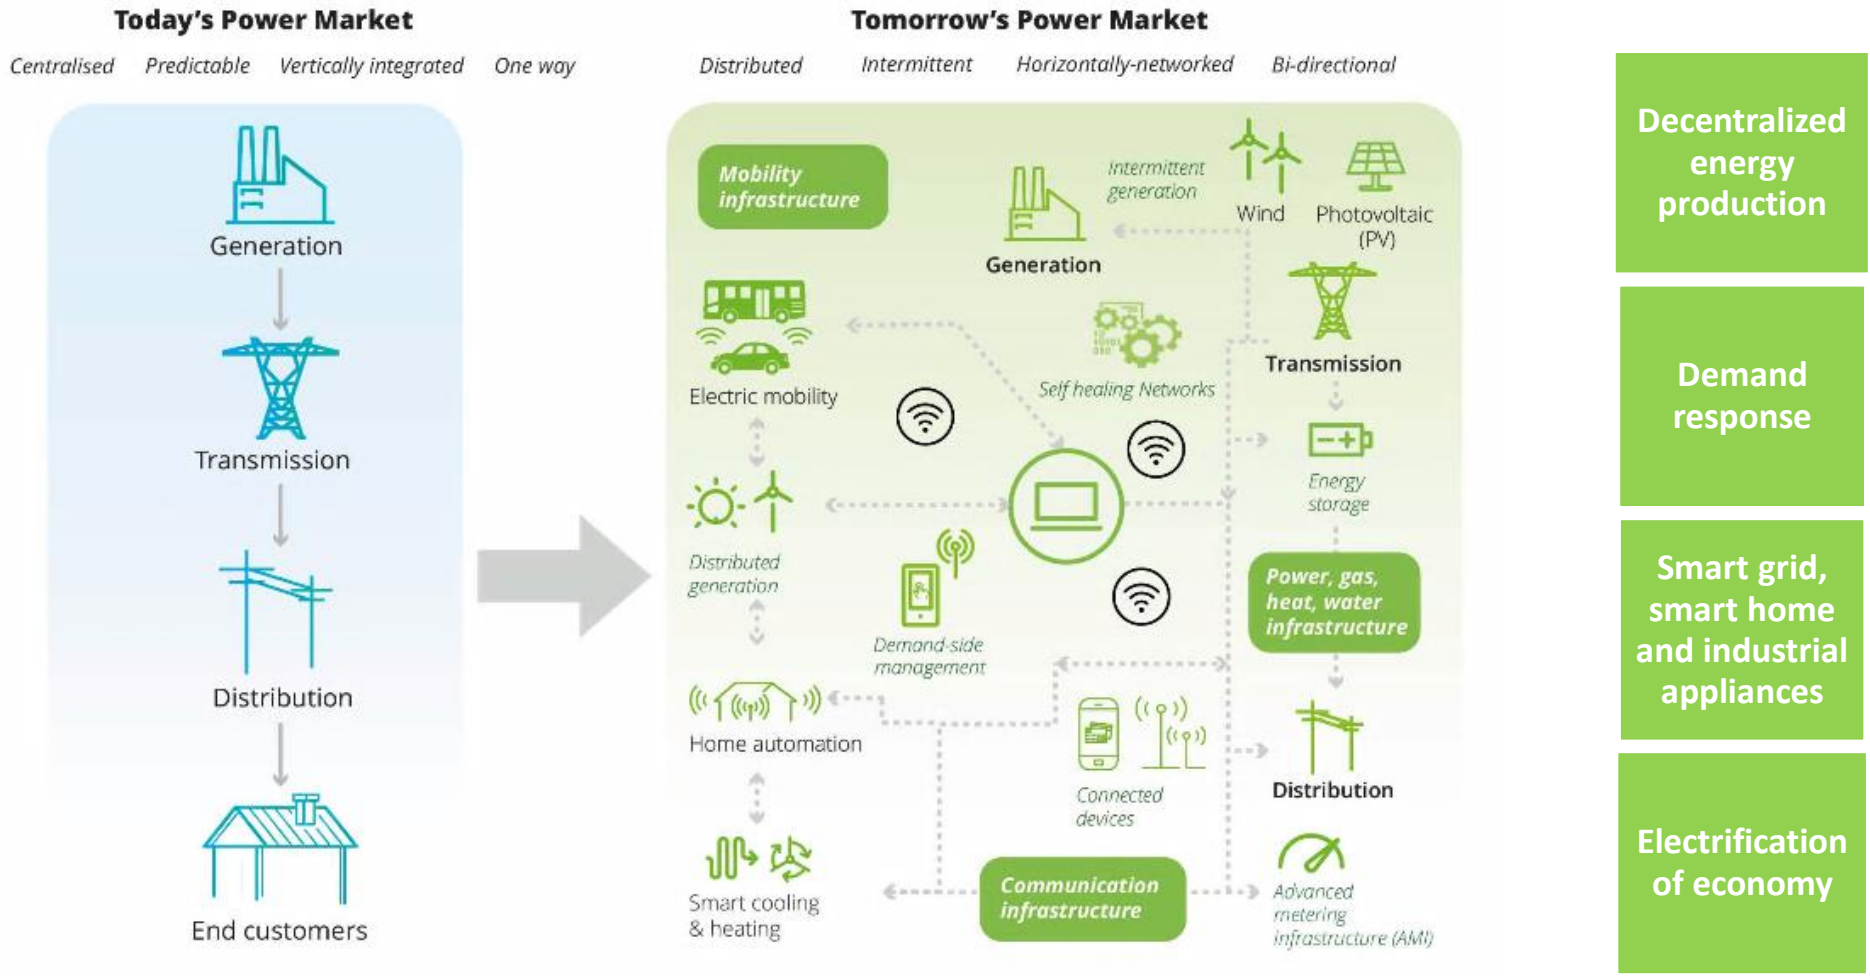 Today's Power Market
Centralised Predictable Vertically integrated One way
Generation
Transmission
Distribution
End customers
Tomorrow's Power Market
Distributed Intermittent Horizontally-networked Bi-directional
Mobility
infrastructure
Intermittent
generation
Wind
Photovoltaic
(PV)
Generation
Transmission
Self healing Networks
Electric mobility
Energy
storage
Distributed
generation
Demand-side
management
Power, gas,
heat, water
infrastructure
Home automation
Connected
devices
Distribution
Smart cooling
& heating
Communication
infrastructure
Advanced
metering
infrastructure (AMI)
Decentralized
energy
production
Demand
response
Smart grid,
smart home
and industrial
appliances
Electrification
of economy